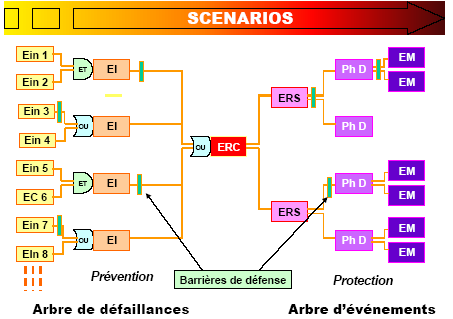 SCENARIOS
Ein 1
Ein 2
ET
EI
Ein 3
Ein 4
OU
EI
Ein 5
EC 6
ET
EI
Ein 7
EIn 8
OU
EI
OU
ERC
ERS
ERS
Ph D
Ph D
Ph D
Ph D
EM
EM
EM
EM
EM
EM
Prévention
Barrières de défense
Protection
Arbre de défaillances
Arbre d'événements